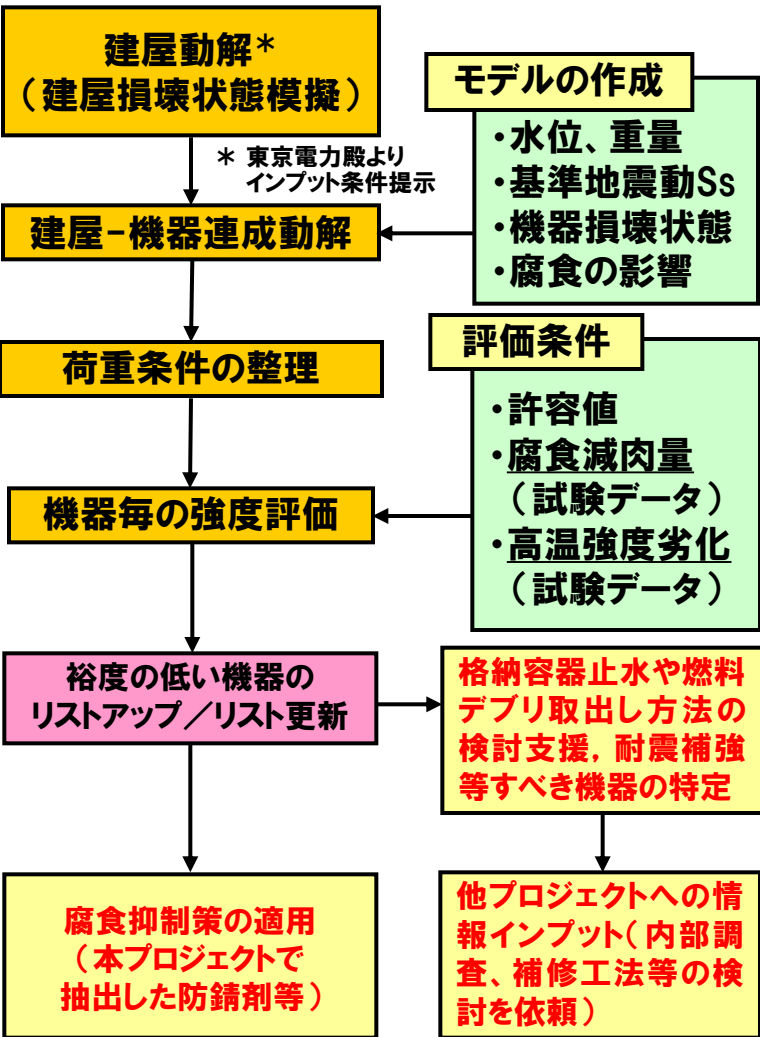 建屋動解＊
（建屋損壊状態模擬）
＊ 東京電力殿より
インプット条件提示
モデルの作成
・水位、重量
・基準地震動Ss
・機器損壊状態
・腐食の影響
建屋-機器連成動解
荷重条件の整理
評価条件
・許容値
・腐食減肉量
（試験データ）
・高温強度劣化
（試験データ）
機器毎の強度評価
裕度の低い機器の
リストアップ／リスト更新
格納容器止水や燃料
デブリ取出し方法の
検討支援，耐震補強
等すべき機器の特定
腐食抑制策の適用
（本プロジェクトで
抽出した防錆剤等）
他プロジェクトへの情
報インプット（内部調
査、補修工法等の検
討を依頼）